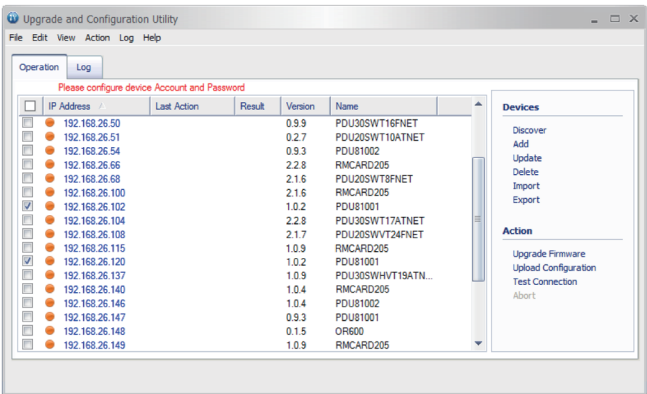 Upgrade and Configuration Utility
File Edit View Action Log Help
Operation Log
Please configure device Account and Password
IP Address Last Action Result Version Name
192.168.26.50 0.9.9 PDU30SWT16FNET
192.168.26.51 0.2.7 PDU20SWT10ATNET
192.168.26.54 0.9.3 PDU81002
192.168.26.66 2.2.8 RMCARD205
192.168.26.68 2.1.6 PDU20SWT8FNET
192.168.26.100 2.1.6 RMCARD205
192.168.26.102 1.0.2 PDU81001
192.168.26.104 2.2.8 PDU30SWT17ATNET
192.168.26.108 2.1.7 PDU20SWVT24FNET
192.168.26.115 1.0.9 RMCARD205
192.168.26.120 1.0.2 PDU81001
192.168.26.137 1.0.9 PDU30SWHVT19ATN...
192.168.26.140 1.0.4 RMCARD205
192.168.26.146 1.0.4 PDU81002
192.168.26.147 0.9.3 PDU81001
192.168.26.148 0.1.5 OR600
192.168.26.149 1.0.9 RMCARD205
Devices
Discover
Add
Update
Delete
Import
Export
Action
Upgrade Firmware
Upload Configuration
Test Connection
Abort